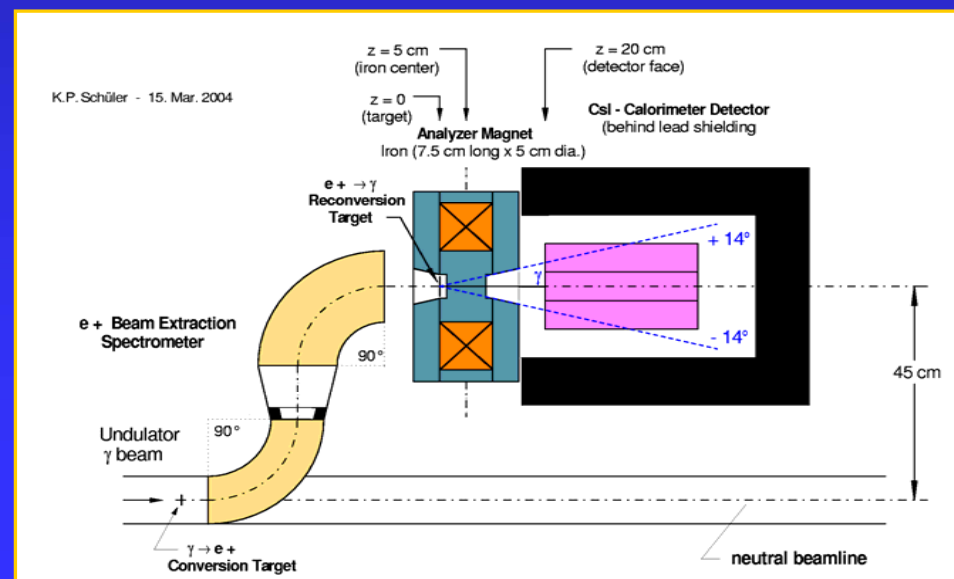 z = 5 cm
(iron center)
z = 20 cm
(detector face)
K.P. Schüler - 15. Mar. 2004
z = 0
(target)
CsI - Calorimeter Detector
(behind lead shielding
Analyzer Magnet
Iron (7.5 cm long x 5 cm dia.)
e + → γ
Reconversion
Target
+ 14°
γ
- 14°
e + Beam Extraction
Spectrometer
90°
45 cm
90°
Undulator
γ beam
γ → e +
Conversion Target
neutral beamline